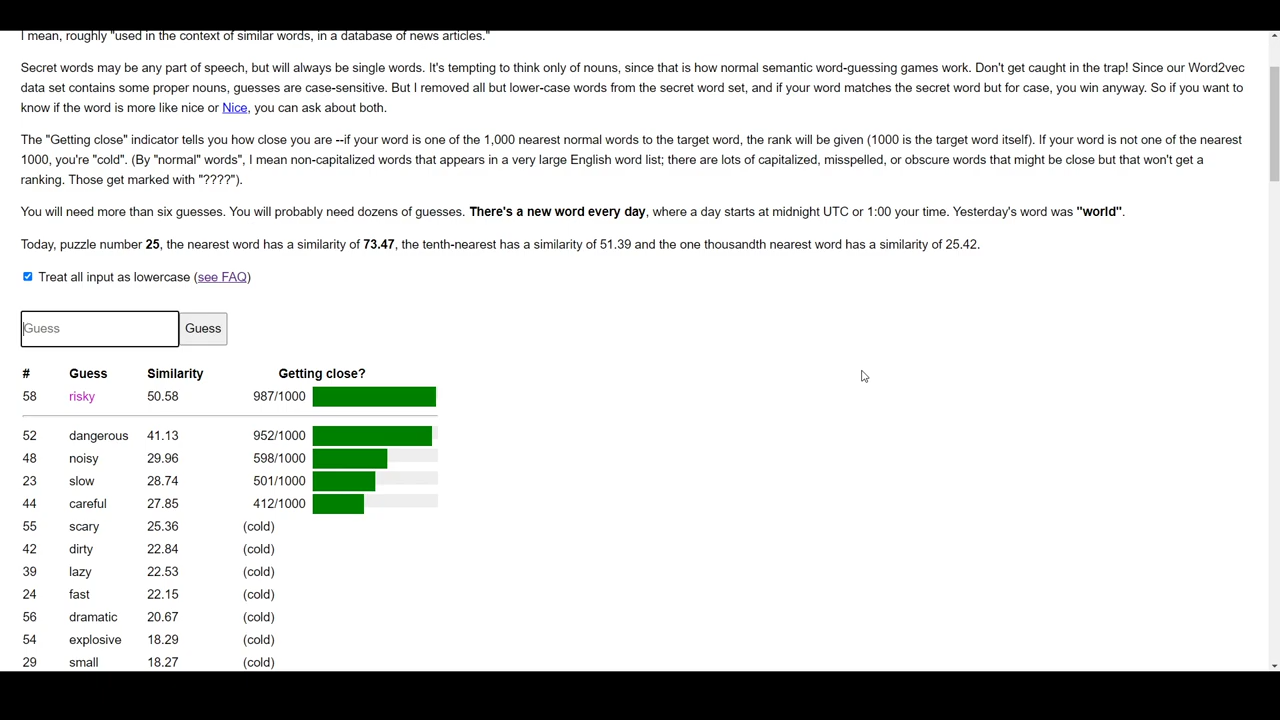 I mean, roughly "used in the context of similar words, in a database of news articles."
Secret words may be any part of speech, but will always be single words. It's tempting to think only of nouns, since that is how normal semantic word-guessing games work. Don't get caught in the trap! Since our Word2vec
data set contains some proper nouns, guesses are case-sensitive. But I removed all but lower-case words from the secret word set, and if your word matches the secret word but for case, you win anyway. So if you want to
know if the word is more like nice or Nice, you can ask about both.
The "Getting close" indicator tells you how close you are --if your word is one of the 1,000 nearest normal words to the target word, the rank will be given (1000 is the target word itself). If your word is not one of the nearest
1000, you're "cold". (By "normal" words", I mean non-capitalized words that appears in a very large English word list; there are lots of capitalized, misspelled, or obscure words that might be close but that won't get a
ranking. Those get marked with "????").
You will need more than six guesses. You will probably need dozens of guesses. There's a new word every day, where a day starts at midnight UTC or 1:00 your time. Yesterday's word was "world".
Today, puzzle number 25, the nearest word has a similarity of 73.47, the tenth-nearest has a similarity of 51.39 and the one thousandth nearest word has a similarity of 25.42.
Treat all input as lowercase (see FAQ)
Guess Guess
# Guess Similarity Getting close?
58 risky 50.58 987/1000
52 dangerous 41.13 952/1000
48 noisy 29.96 598/1000
23 slow 28.74 501/1000
44 careful 27.85 412/1000
55 scary 25.36 (cold)
42 dirty 22.84 (cold)
39 lazy 22.53 (cold)
24 fast 22.15 (cold)
56 dramatic 20.67 (cold)
54 explosive 18.29 (cold)
29 small 18.27 (cold)